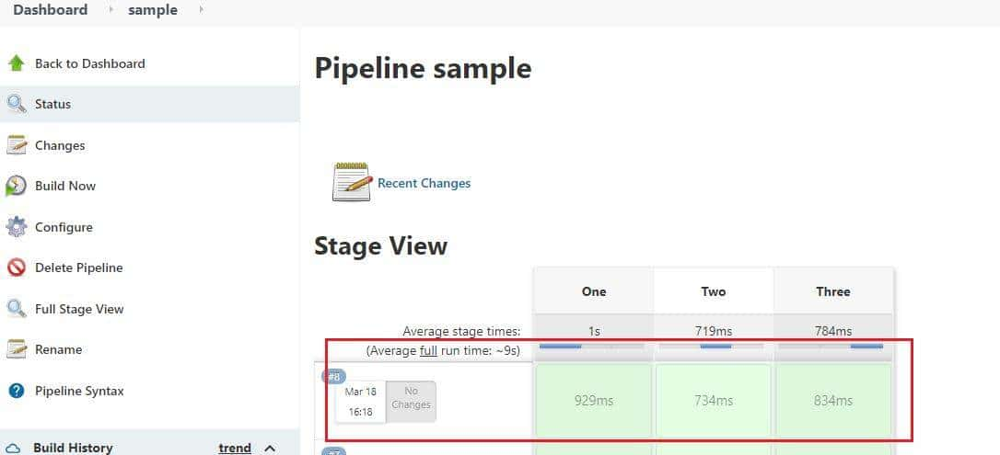 Dashboard
sample
Back to Dashboard
Status
Changes
Build Now
Configure
Delete Pipeline
Full Stage View
Rename
Pipeline Syntax
Build History
trend
Pipeline sample
Recent Changes
Stage View
One Two Three
Average stage times: 1s 719ms 784ms
(Average full run time: ~9s)
#8
Mar 18
16:18
No
Changes
929ms 734ms 834ms